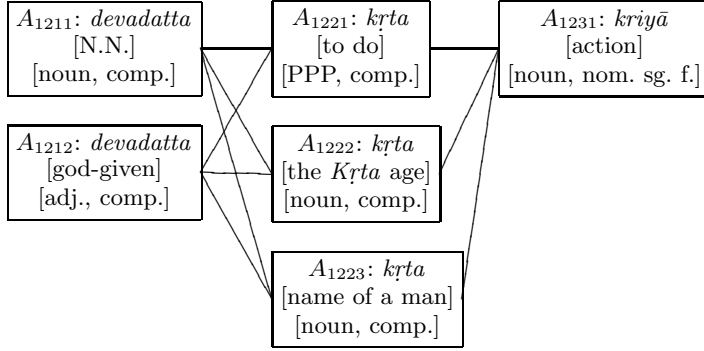 A1211: devadatta
[N.N.]
[noun, comp.]
A1212: devadatta
[god-given]
[adj., comp.]
A1221: kṛta
[to do]
[PPP, comp.]
A1222: kṛta
[the Kṛta age]
[noun, comp.]
A1223: kṛta
[name of a man]
[noun, comp.]
A1231: kriyā
[action]
[noun, nom. sg. f.]